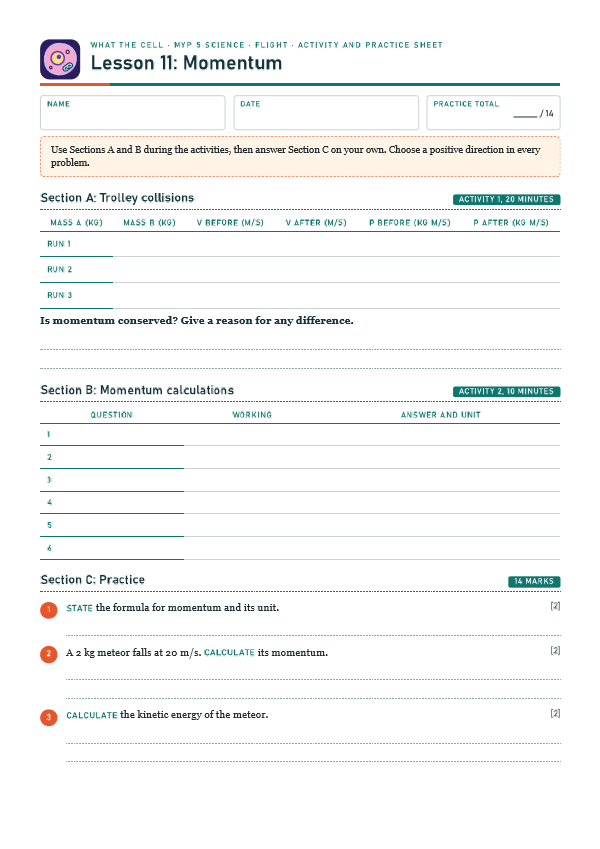 WHAT THE CELL · MYP 5 SCIENCE · FLIGHT · ACTIVITY AND PRACTICE SHEET
Lesson 11: Momentum
NAME
DATE
PRACTICE TOTAL
_____ / 14
Use Sections A and B during the activities, then answer Section C on your own. Choose a positive direction in every
problem.
Section A: Trolley collisions
ACTIVITY 1, 20 MINUTES
MASS A (KG) MASS B (KG) V BEFORE (M/S) V AFTER (M/S) P BEFORE (KG M/S) P AFTER (KG M/S)
RUN 1
RUN 2
RUN 3
Is momentum conserved? Give a reason for any difference.
Section B: Momentum calculations
ACTIVITY 2, 10 MINUTES
QUESTION WORKING ANSWER AND UNIT
1
2
3
4
5
6
Section C: Practice
14 MARKS
1 STATE the formula for momentum and its unit. [2]
2 A 2 kg meteor falls at 20 m/s. CALCULATE its momentum. [2]
3 CALCULATE the kinetic energy of the meteor. [2]